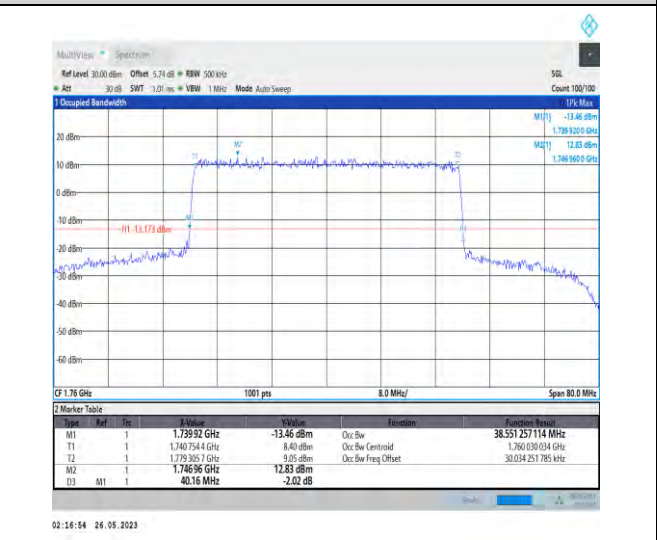 MultiView Spectrum
Ref Level 30.00 dBm Offset 5.74 dB RBW 500 kHz SGL
Att 30 dB SWT 1.01 ms VBW 1 MHz Mode Auto Sweep Count 100/100
1 Occupied Bandwidth 1Pk Max
M1[1] -13.46 dBm
1.739 920 0 GHz
M2[1] 12.83 dBm
1.746 960 0 GHz
20 dBm
T1 M2 T2
10 dBm
0 dBm
-10 dBm
M1
H1 -13.173 dBm
-20 dBm
-30 dBm
-40 dBm
-50 dBm
-60 dBm
CF 1.76 GHz 1001 pts 8.0 MHz/ Span 80.0 MHz
2 Marker Table
Type Ref Trc X-Value Y-Value Function Function Result
M1 1 1.739 92 GHz -13.46 dBm Occ Bw 38.551 257 114 MHz
T1 1 1.740 754 4 GHz 8.40 dBm Occ Bw Centroid 1.760 030 034 GHz
T2 1 1.779 305 7 GHz 9.05 dBm Occ Bw Freq Offset 30.034 251 785 kHz
M2 1 1.746 96 GHz 12.83 dBm
D3 M1 1 40.16 MHz -2.02 dB
02:16:54 26.05.2023